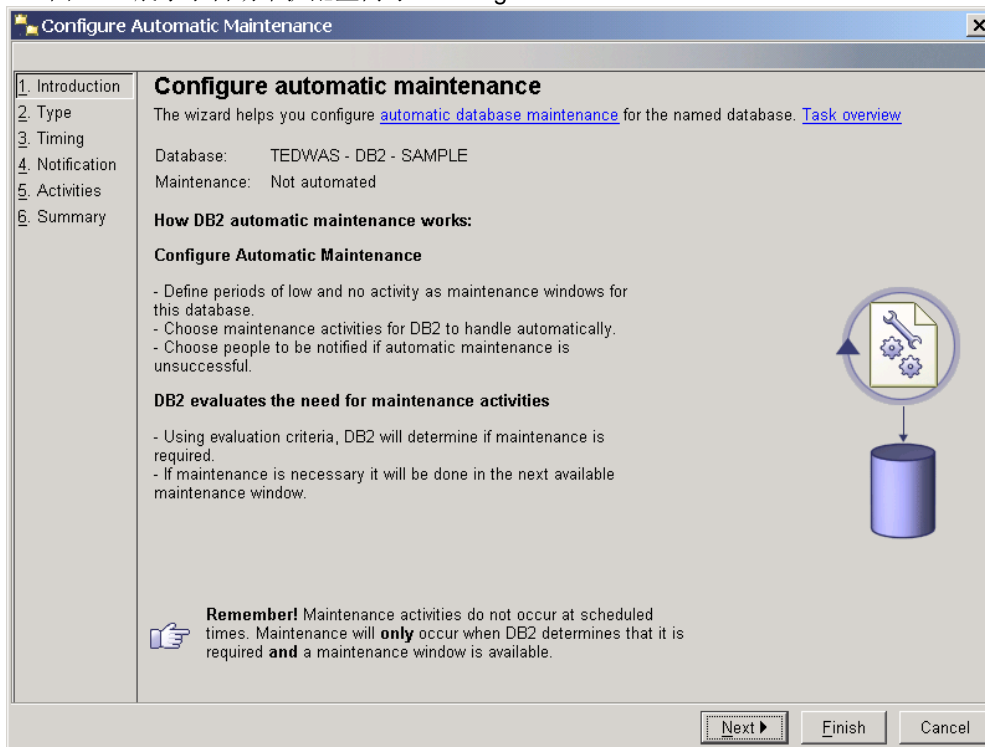 Configure Automatic Maintenance
1. Introduction
2. Type
3. Timing
4. Notification
5. Activities
6. Summary
Configure automatic maintenance
The wizard helps you configure automatic database maintenance for the named database. Task overview
Database: TEDWAS - DB2 - SAMPLE
Maintenance: Not automated
How DB2 automatic maintenance works:
Configure Automatic Maintenance
- Define periods of low and no activity as maintenance windows for
this database.
- Choose maintenance activities for DB2 to handle automatically.
- Choose people to be notified if automatic maintenance is
unsuccessful.
DB2 evaluates the need for maintenance activities
- Using evaluation criteria, DB2 will determine if maintenance is
required.
- If maintenance is necessary it will be done in the next available
maintenance window.
Remember! Maintenance activities do not occur at scheduled
times. Maintenance will only occur when DB2 determines that it is
required and a maintenance window is available.
Next
Finish
Cancel